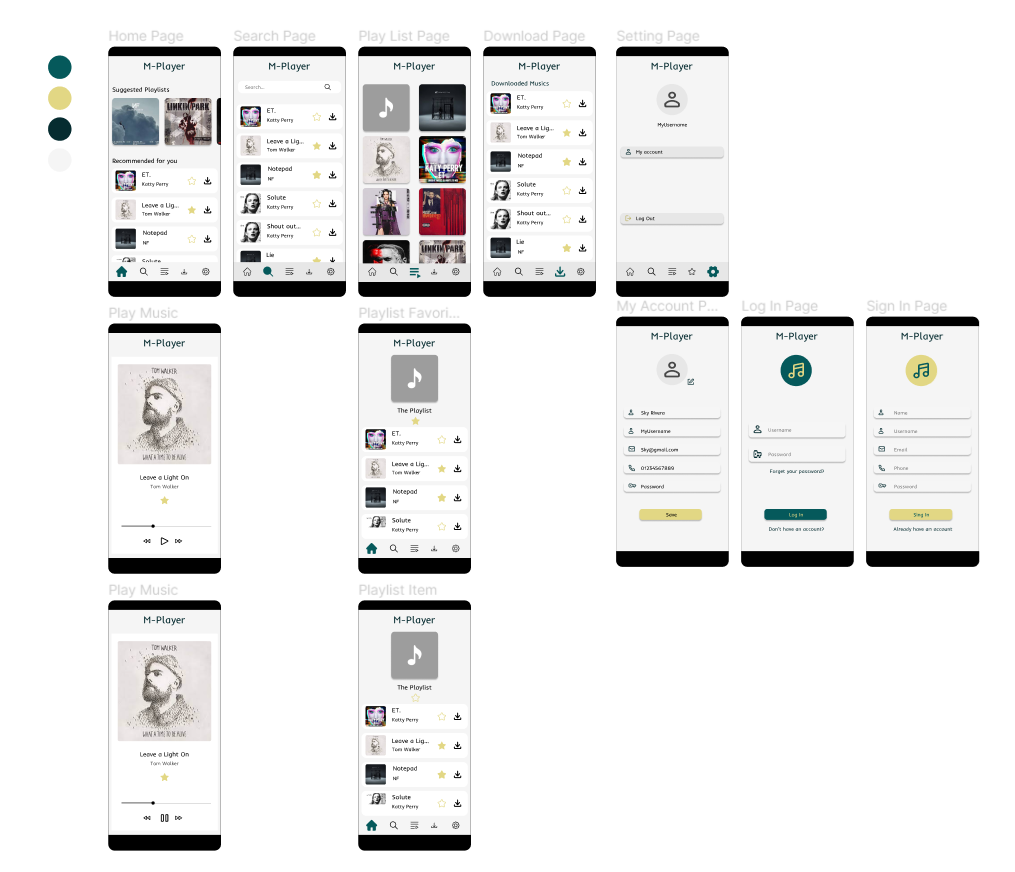 Home Page
M-Player
Suggested Playlists
LINKIN PARK
Recommended for you
ET.
Katty Perry
Leave a Lig...
Tom Walker
Notepad
NF
Solute
Search Page
M-Player
Search...
ET.
Katty Perry
Leave a Lig...
Tom Walker
Notepad
NF
Solute
Katty Perry
Shout out...
Katty Perry
Lie
Play List Page
M-Player
KATY PERRY
ET
LINKIN PARK
Download Page
M-Player
Downloaded Musics
ET.
Katty Perry
Leave a Lig...
Tom Walker
Notepad
NF
Solute
Katty Perry
Shout out...
Katty Perry
Lie
NF
Setting Page
M-Player
MyUsername
My account
Log Out
Play Music
M-Player
TOM WALKER
WHAT A TIME TO BE ALIVE
Leave a Light On
Tom Walker
Playlist Favori...
M-Player
The Playlist
ET.
Katty Perry
Leave a Lig...
Tom Walker
Notepad
NF
Solute
Katty Perry
My Account P...
M-Player
Sky Rivero
MyUsername
Sky@gmail.com
01234567889
Password
Save
Log In Page
M-Player
Username
Password
Forget your password?
Log In
Don't have an account?
Sign In Page
M-Player
Name
Username
Email
Phone
Password
Sing In
Already have an account
Play Music
M-Player
TOM WALKER
WHAT A TIME TO BE ALIVE
Leave a Light On
Tom Walker
Playlist Item
M-Player
The Playlist
ET.
Katty Perry
Leave a Lig...
Tom Walker
Notepad
NF
Solute
Katty Perry